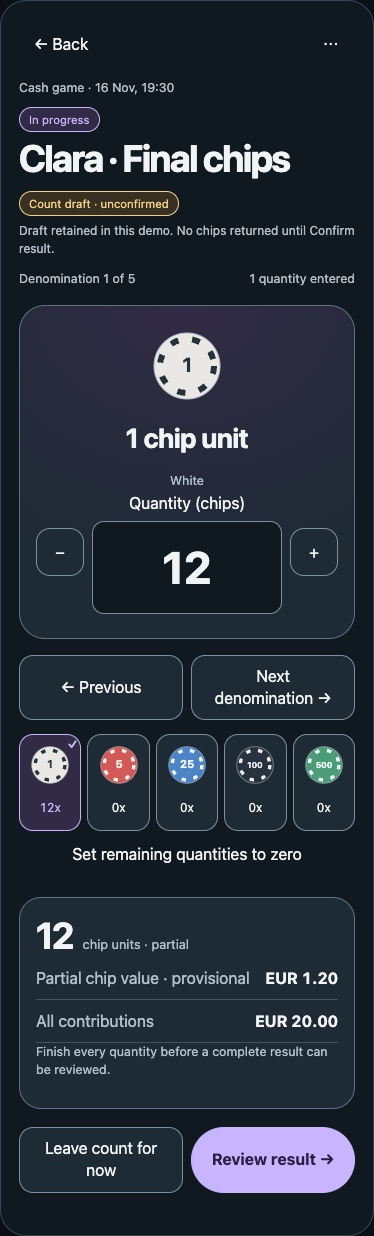 ← Back ···
Cash game · 16 Nov, 19:30
In progress
Clara · Final chips
Count draft · unconfirmed
Draft retained in this demo. No chips returned until Confirm
result.
Denomination 1 of 5 1 quantity entered
1
1 chip unit
White
Quantity (chips)
− 12 +
← Previous Next
denomination →
1 5 25 100 500
12x 0x 0x 0x 0x
Set remaining quantities to zero
12 chip units · partial
Partial chip value · provisional EUR 1.20
All contributions EUR 20.00
Finish every quantity before a complete result can
be reviewed.
Leave count for
now
Review result →